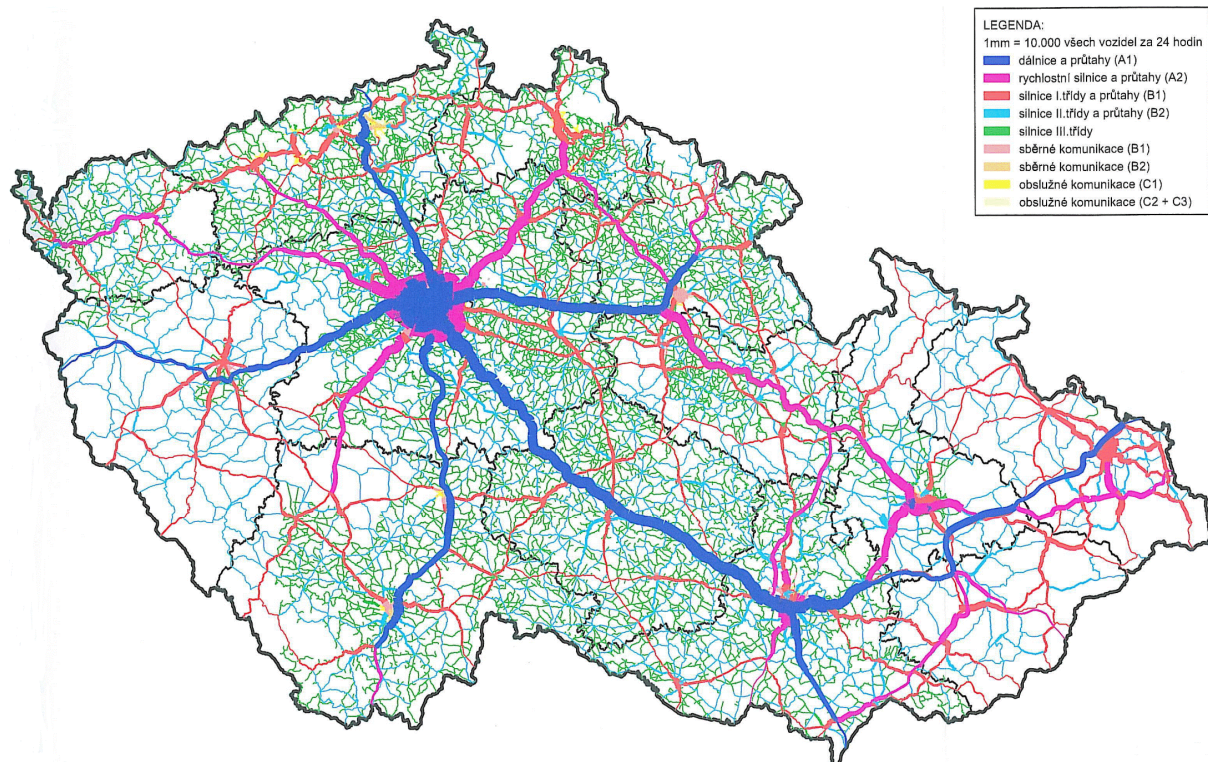 LEGENDA:
1mm = 10.000 všech vozidel za 24 hodin
dálnice a průtahy (A1)
rychlostní silnice a průtahy (A2)
silnice I.třídy a průtahy (B1)
silnice II.třídy a průtahy (B2)
silnice III.třídy
sběrné komunikace (B1)
sběrné komunikace (B2)
obslužné komunikace (C1)
obslužné komunikace (C2 + C3)